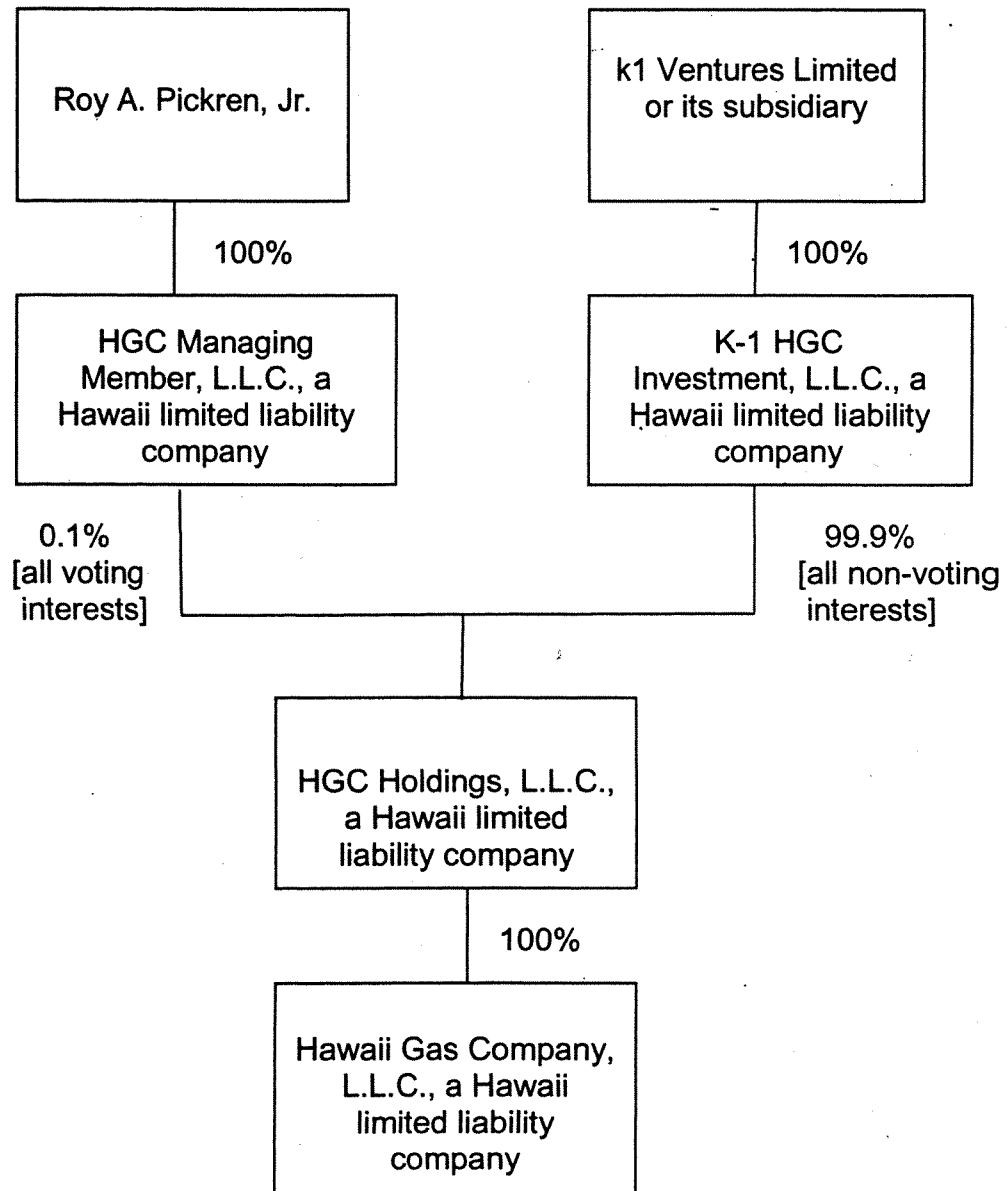 Roy A. Pickren, Jr.
k1 Ventures Limited
or its subsidiary
100%
100%
HGC Managing
Member, L.L.C., a
Hawaii limited liability
company
K-1 HGC
Investment, L.L.C., a
Hawaii limited liability
company
0.1%
[all voting
interests]
99.9%
[all non-voting
interests]
HGC Holdings, L.L.C.,
a Hawaii limited
liability company
100%
Hawaii Gas Company,
L.L.C., a Hawaii
limited liability
company